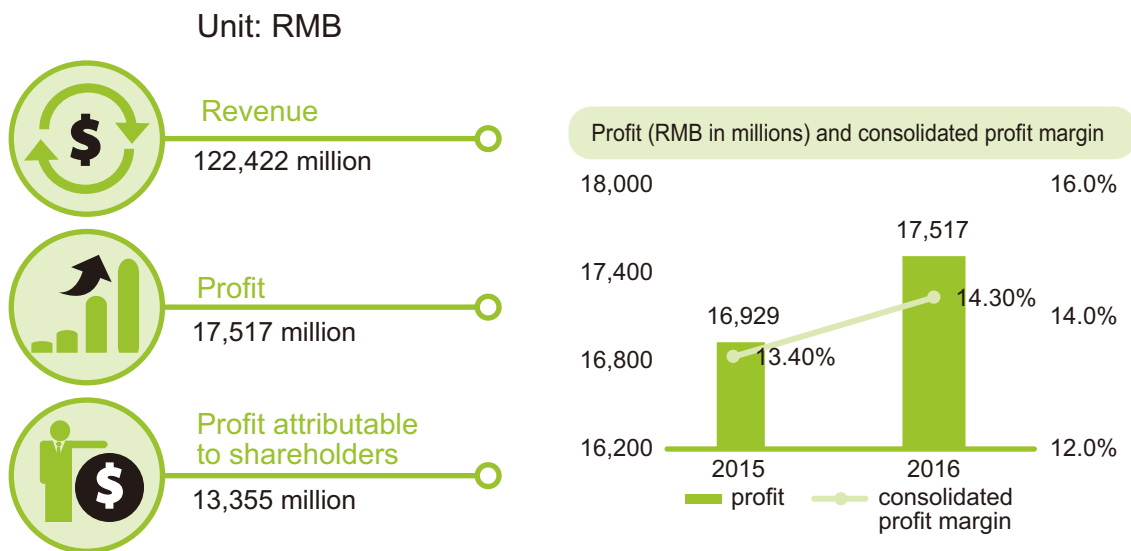 Unit: RMB
$
Revenue
122,422 million
Profit
17,517 million
Profit attributable
to shareholders
$
13,355 million
Profit (RMB in millions) and consolidated profit margin
18,000
16.0%
17,517
17,400
14.30%
16,929
14.0%
16,800
13.40%
16,200
12.0%
2015
2016
profit
consolidated
profit margin